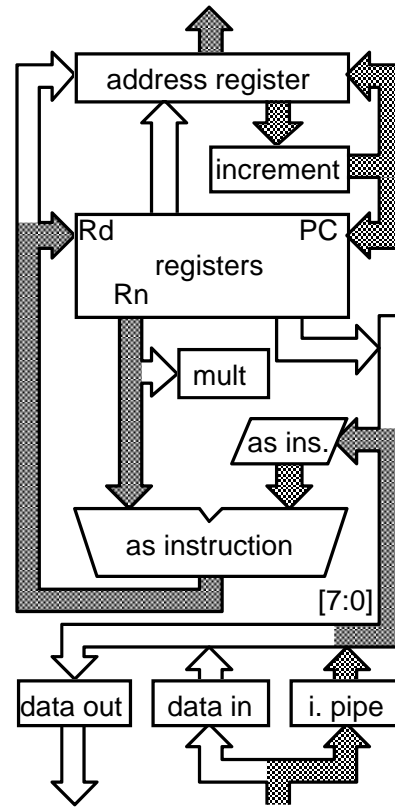 address register
increment
Rd
PC
registers
Rn
mult
as ins.
as instruction
[7:0]
data out
data in
i. pipe